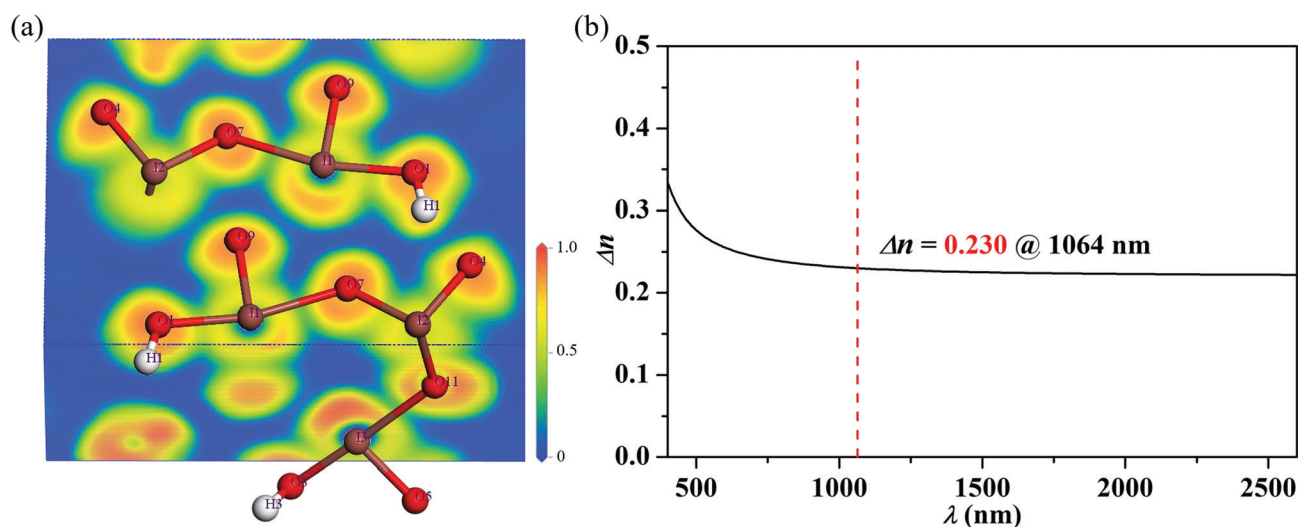 (a)
O4
O7
O9
I2
I1
O1
H1
O9
O7
O4
O1
I1
I2
H1
O11
I3
H3
O5
1.0
0.5
0
(b)
0.5
0.4
0.3
0.2
0.1
0.0
Δn
Δn = 0.230 @ 1064 nm
500 1000 1500 2000 2500
λ (nm)